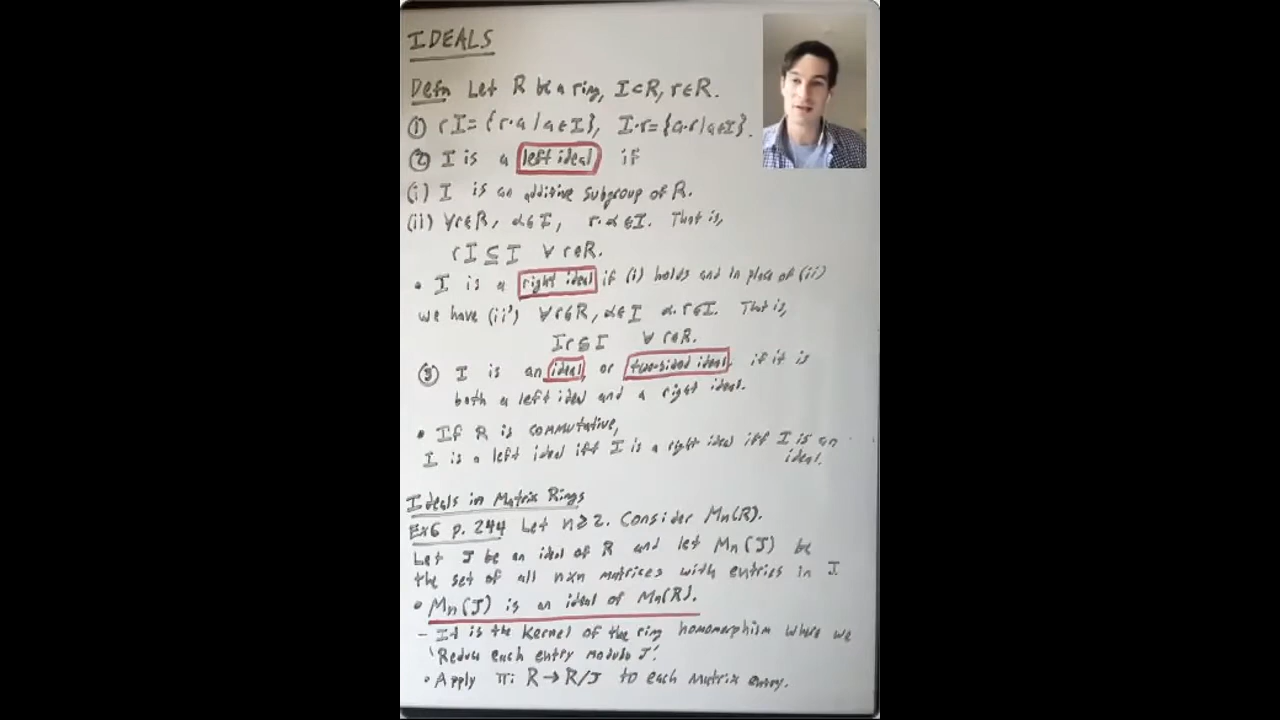 IDEALS
Defn Let R be a ring, I⊂R, r∈R.
① rI = {r·a | a∈I}, I·r = {a·r | a∈I}.
② I is a left ideal if
(i) I is an additive subgroup of R.
(ii) ∀r∈R, α∈I, r·α∈I. That is,
rI ⊆ I ∀ r∈R.
• I is a right ideal if (i) holds and in place of (ii)
we have (ii') ∀r∈R, α∈I α·r∈I. That is,
Ir ⊆ I ∀ r∈R.
③ I is an ideal, or two-sided ideal, if it is
both a left ideal and a right ideal.
• If R is commutative,
I is a left ideal iff I is a right ideal iff I is an
ideal.
Ideals in Matrix Rings
Ex6 p. 244 Let n≥2. Consider Mn(R).
Let J be an ideal of R and let Mn(J) be
the set of all n×n matrices with entries in I
• Mn(J) is an ideal of Mn(R).
– It is the kernel of the ring homomorphism where we
'Reduce each entry modulo J'.
• Apply π: R → R/J to each matrix entry.